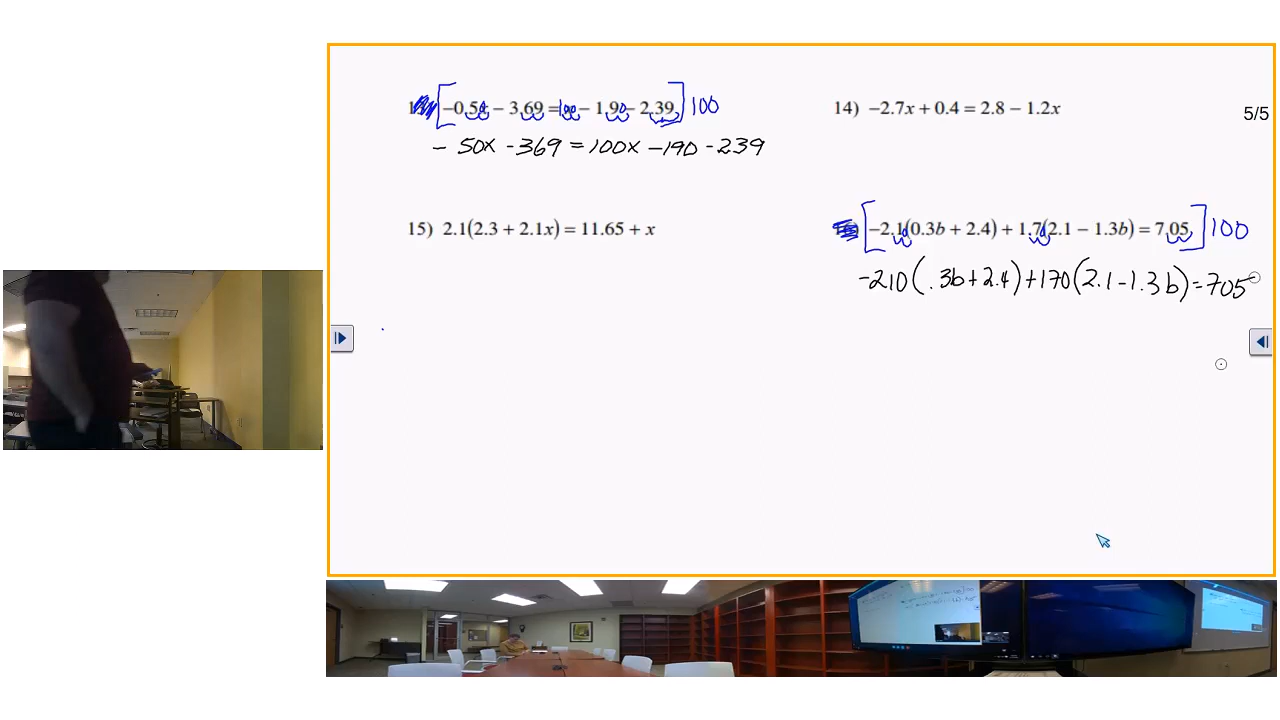 [−0.5 − 3.69 = 100 − 1.90 − 2.39] 100
− 50x − 369 = 100x − 190 − 239
14) −2.7x + 0.4 = 2.8 − 1.2x
5/5
15) 2.1(2.3 + 2.1x) = 11.65 + x
[−2.1(0.3b + 2.4) + 1.7(2.1 − 1.3b) = 7.05] 100
−210(.3b+2.4)+170(2.1−1.3b)=705